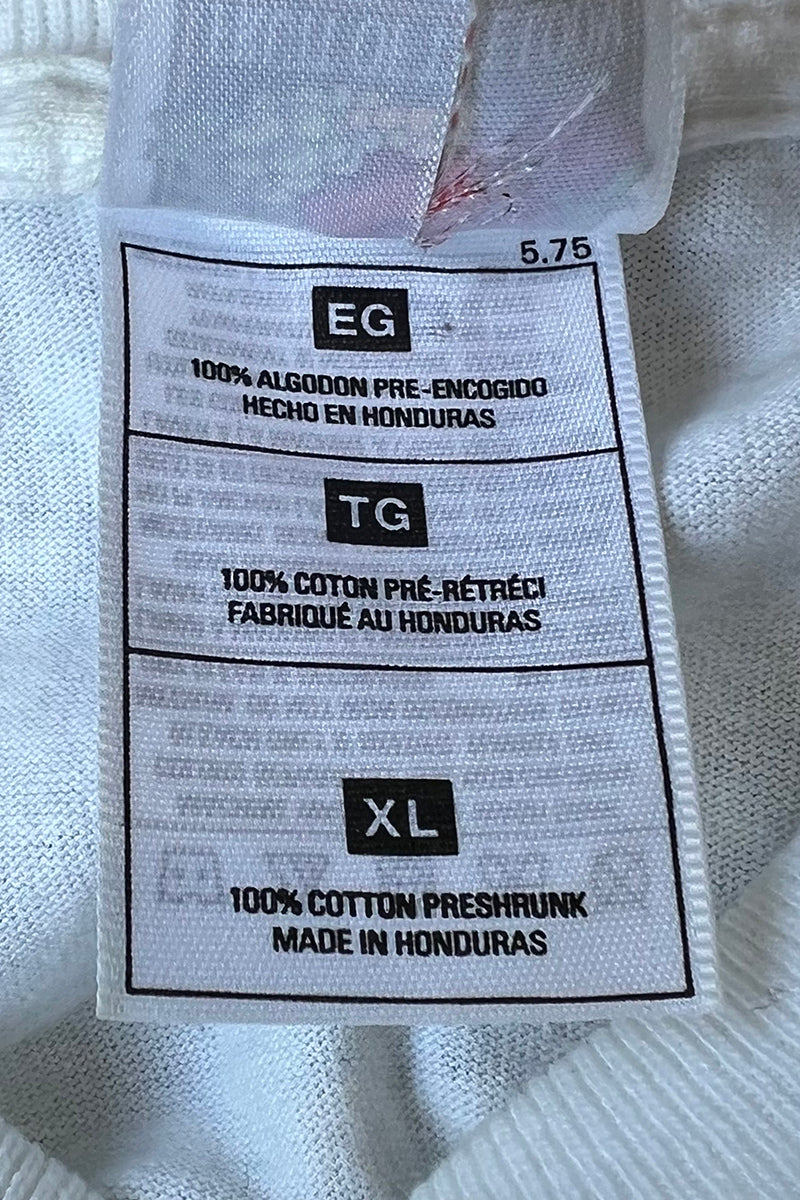 5.75
EG
100% ALGODON PRE-ENCOGIDO
HECHO EN HONDURAS
TG
100% COTON PRÉ-RÉTRÉCI
FABRIQUÉ AU HONDURAS
XL
100% COTTON PRESHRUNK
MADE IN HONDURAS